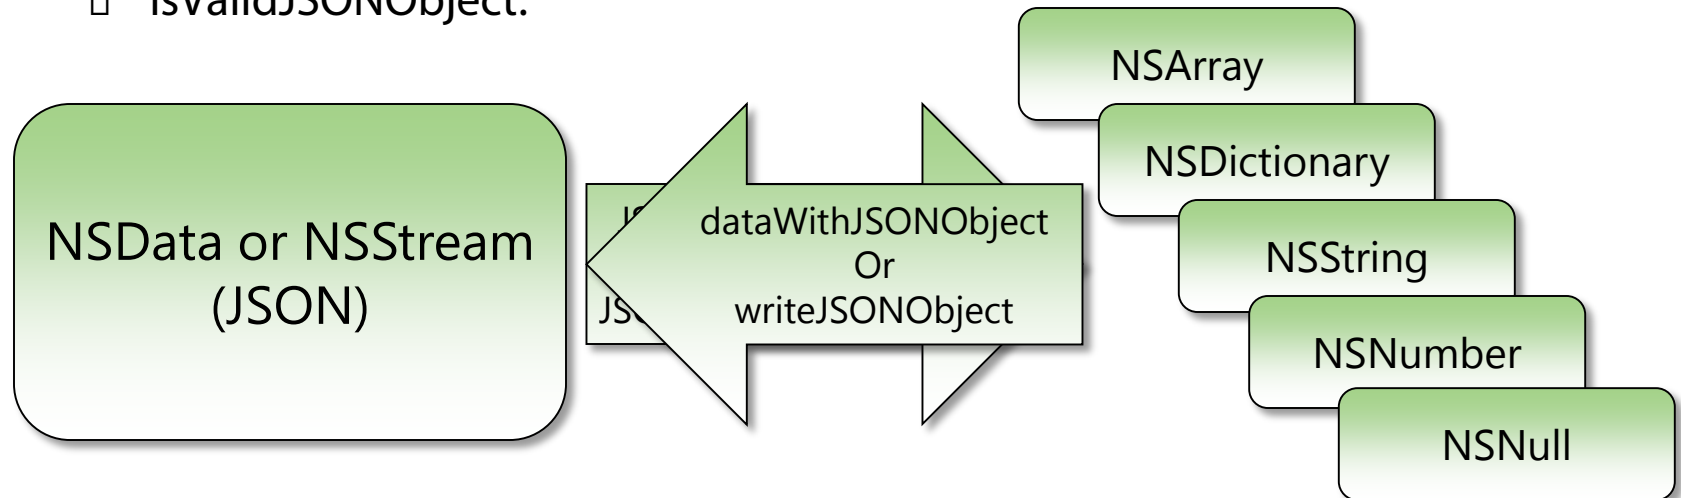 isValidJSONObject:
NSData or NSStream
(JSON)
dataWithJSONObject
Or
writeJSONObject
NSArray
NSDictionary
NSString
NSNumber
NSNull